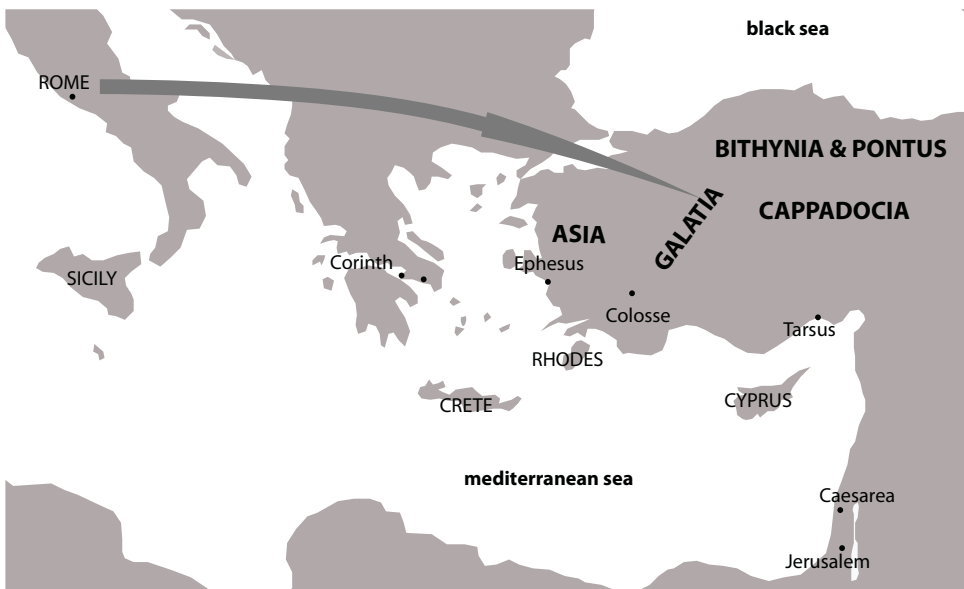 black sea
ROME
BITHYNIA & PONTUS
CAPPADOCIA
GALATIA
ASIA
Corinth
Ephesus
SICILY
Colosse
Tarsus
RHODES
CYPRUS
CRETE
mediterranean sea
Caesarea
Jerusalem